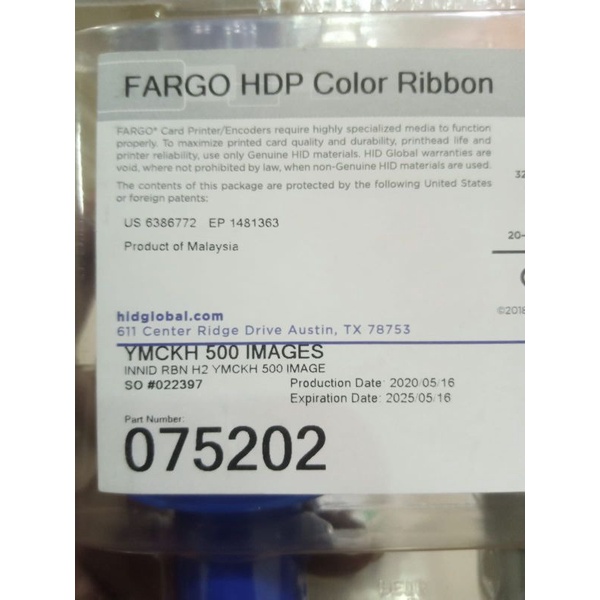 FARGO HDP Color Ribbon
FARGO® Card Printer/Encoders require highly specialized media to function
properly. To maximize printed card quality and durability, printhead life and
printer reliability, use only Genuine HID materials. HID Global warranties are
void, where not prohibited by law, when non-Genuine HID materials are used.
The contents of this package are protected by the following United States
or foreign patents:
US 6386772 EP 1481363
Product of Malaysia
32
20-
©2018
hidglobal.com
611 Center Ridge Drive Austin, TX 78753
YMCKH 500 IMAGES
INNID RBN H2 YMCKH 500 IMAGE
SO #022397 Production Date: 2020/05/16
Expiration Date: 2025/05/16
Part Number:
075202